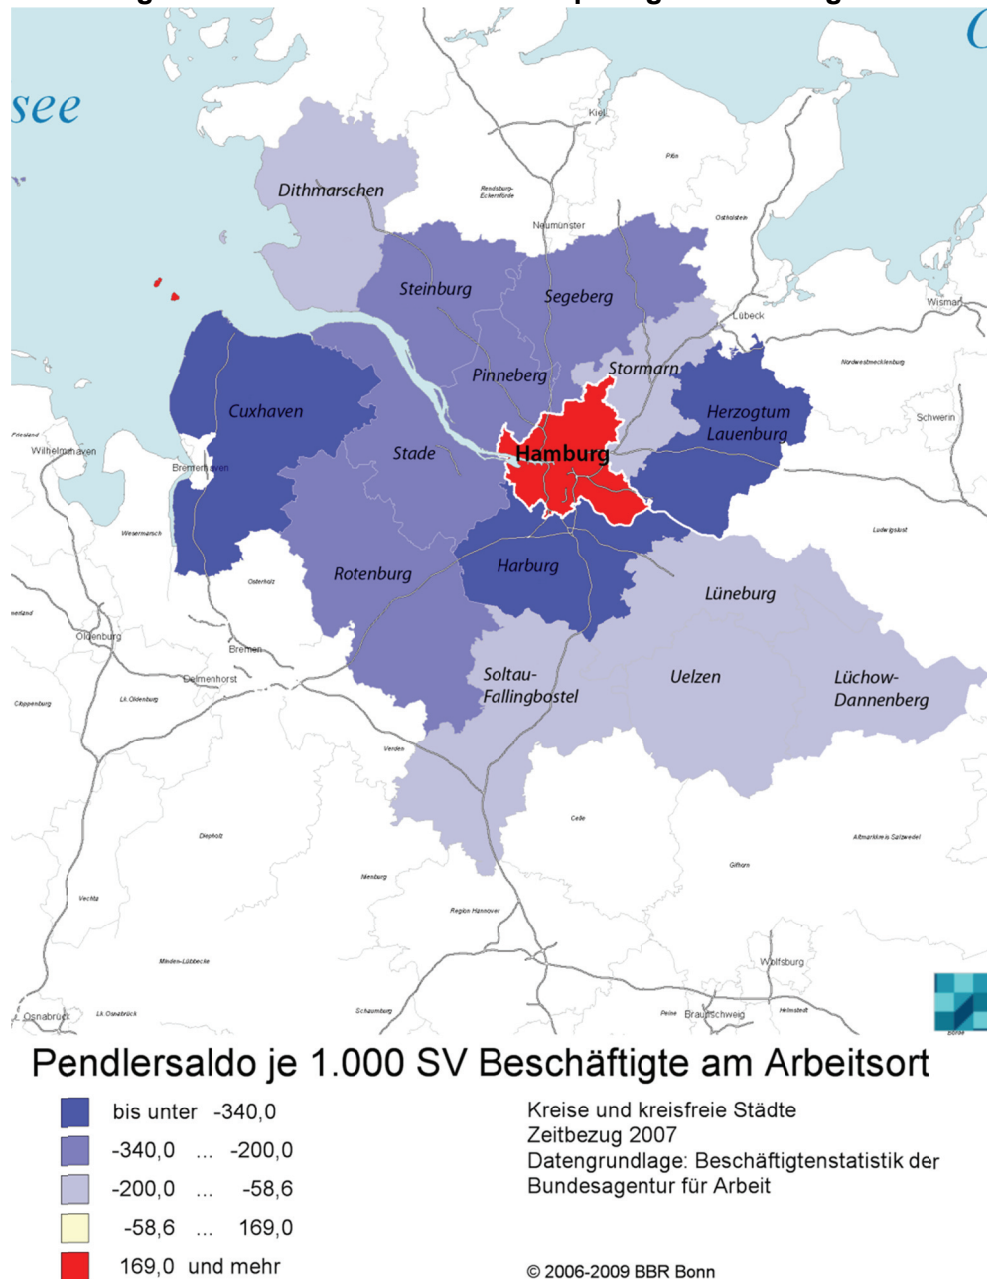 see
Kiel
Plön
Dithmarschen
Rendsburg-
Eckernförde
Ostholstein
Neumünster
Steinburg
Segeberg
Wismar
Lübeck
Nordwestmecklenburg
Stormarn
Pinneberg
Cuxhaven
Herzogtum
Lauenburg
Schwerin
Friesland
Wilhelmshaven
Stade
Hamburg
Bremerhaven
Wesermarsch
Ludwigslust
Harburg
Rotenburg
Osterholz
Lüneburg
Oldenburg
Bremen
Delmenhorst
Soltau-
Fallingbostel
Uelzen
Lüchow-
Dannenberg
Cloppenburg
Lk. Oldenburg
Verden
Celle
Diepholz
Altmarkkreis Salzwedel
Gifhorn
Nienburg
Vechta
Region Hannover
Minden-Lübbecke
Wolfsburg
Osnabrück
Lk. Osnabrück
Schaumburg
Peine
Braunschweig
Helmstedt
Börde
Pendlersaldo je 1.000 SV Beschäftigte am Arbeitsort
bis unter -340,0
-340,0 ... -200,0
-200,0 ... -58,6
-58,6 ... 169,0
169,0 und mehr
Kreise und kreisfreie Städte
Zeitbezug 2007
Datengrundlage: Beschäftigtenstatistik der
Bundesagentur für Arbeit
© 2006-2009 BBR Bonn